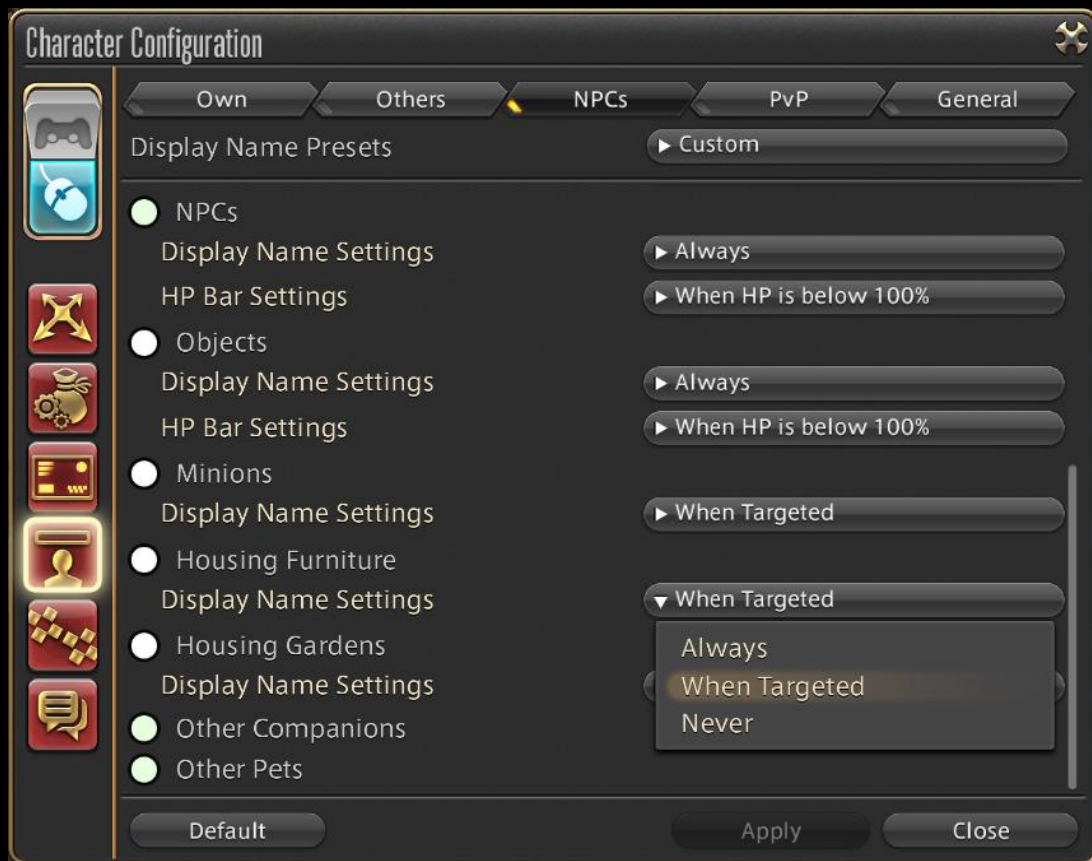 Character Configuration
Own Others NPCs PvP General
Display Name Presets Custom
NPCs
Display Name Settings Always
HP Bar Settings When HP is below 100%
Objects
Display Name Settings Always
HP Bar Settings When HP is below 100%
Minions
Display Name Settings When Targeted
Housing Furniture
Display Name Settings When Targeted
Housing Gardens Always
Display Name Settings When Targeted
Other Companions Never
Other Pets
Default Apply Close